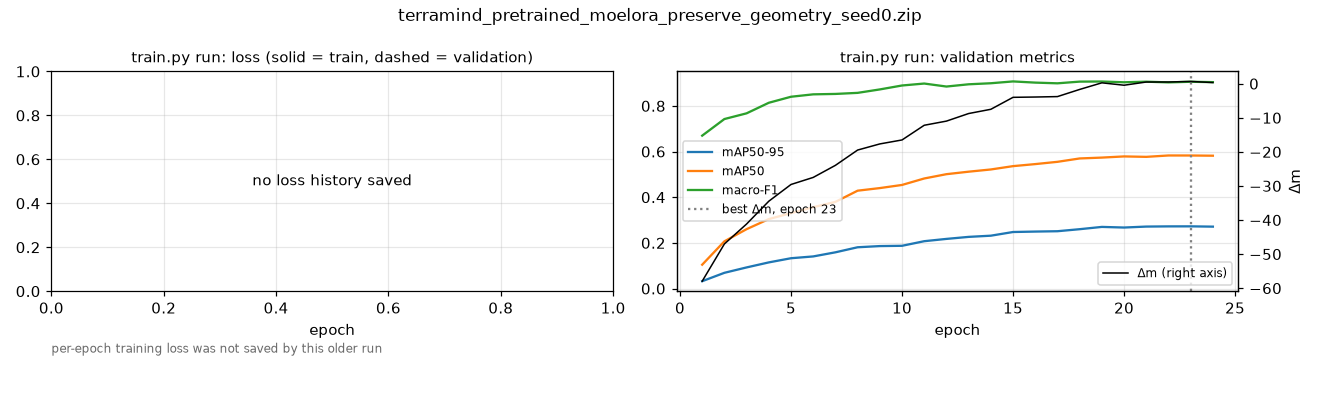 terramind_pretrained_moelora_preserve_geometry_seed0.zip
train.py run: loss (solid = train, dashed = validation)
1.0
0.8
0.6
0.4
0.2
0.0
no loss history saved
0.0 0.2 0.4 0.6 0.8 1.0
epoch
per-epoch training loss was not saved by this older run
train.py run: validation metrics
0.8
0.6
0.4
0.2
0.0
mAP50-95
mAP50
macro-F1
best Δm, epoch 23
Δm (right axis)
0 5 10 15 20 25
epoch
0
−10
−20
−30
−40
−50
−60
Δm